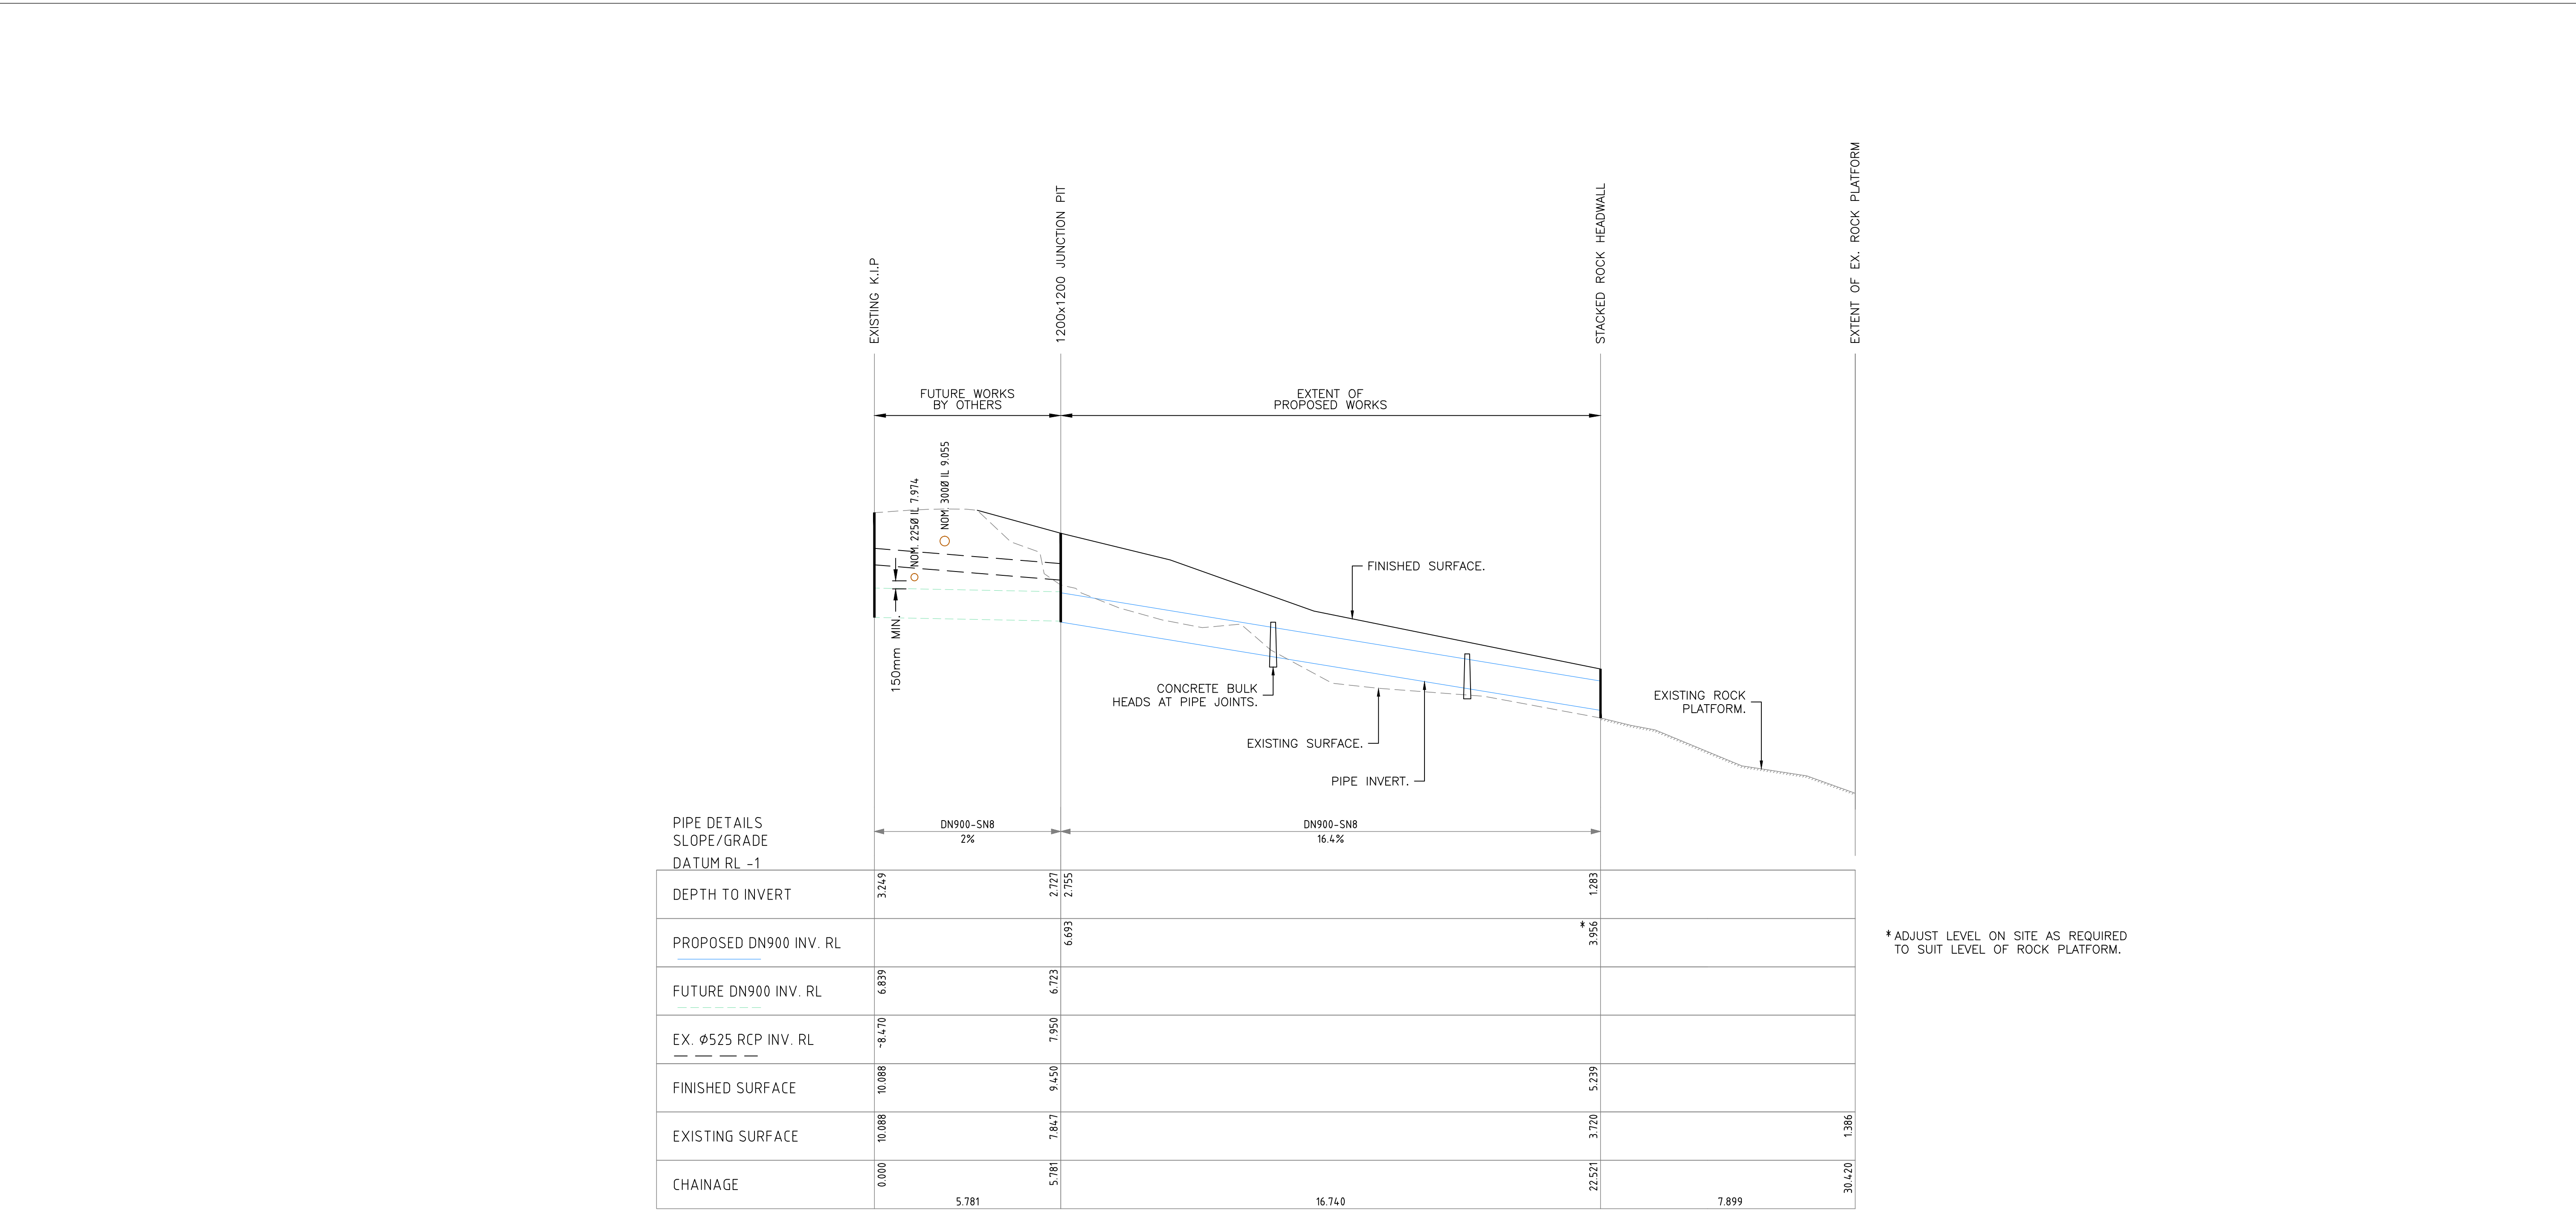 EXISTING K.I.P
1200x1200 JUNCTION PIT
STACKED ROCK HEADWALL
EXTENT OF EX. ROCK PLATFORM
FUTURE WORKS
BY OTHERS
EXTENT OF
PROPOSED WORKS
NOM. 225Ø IL 7.974
NOM. 300Ø IL 9.055
150mm MIN.
FINISHED SURFACE.
CONCRETE BULK
HEADS AT PIPE JOINTS.
EXISTING SURFACE.
PIPE INVERT.
EXISTING ROCK
PLATFORM.
PIPE DETAILS
DN900-SN8
DN900-SN8
SLOPE/GRADE
2%
16.4%
DATUM RL -1
DEPTH TO INVERT
3.249
2.727
2.755
1.283
PROPOSED DN900 INV. RL
6.693
*
3.956
* ADJUST LEVEL ON SITE AS REQUIRED
TO SUIT LEVEL OF ROCK PLATFORM.
FUTURE DN900 INV. RL
6.839
6.723
EX. Ø525 RCP INV. RL
~8.470
7.950
FINISHED SURFACE
10.088
9.450
5.239
EXISTING SURFACE
10.088
7.847
3.720
1.386
CHAINAGE
0.000
5.781
22.521
30.420
5.781
16.740
7.899